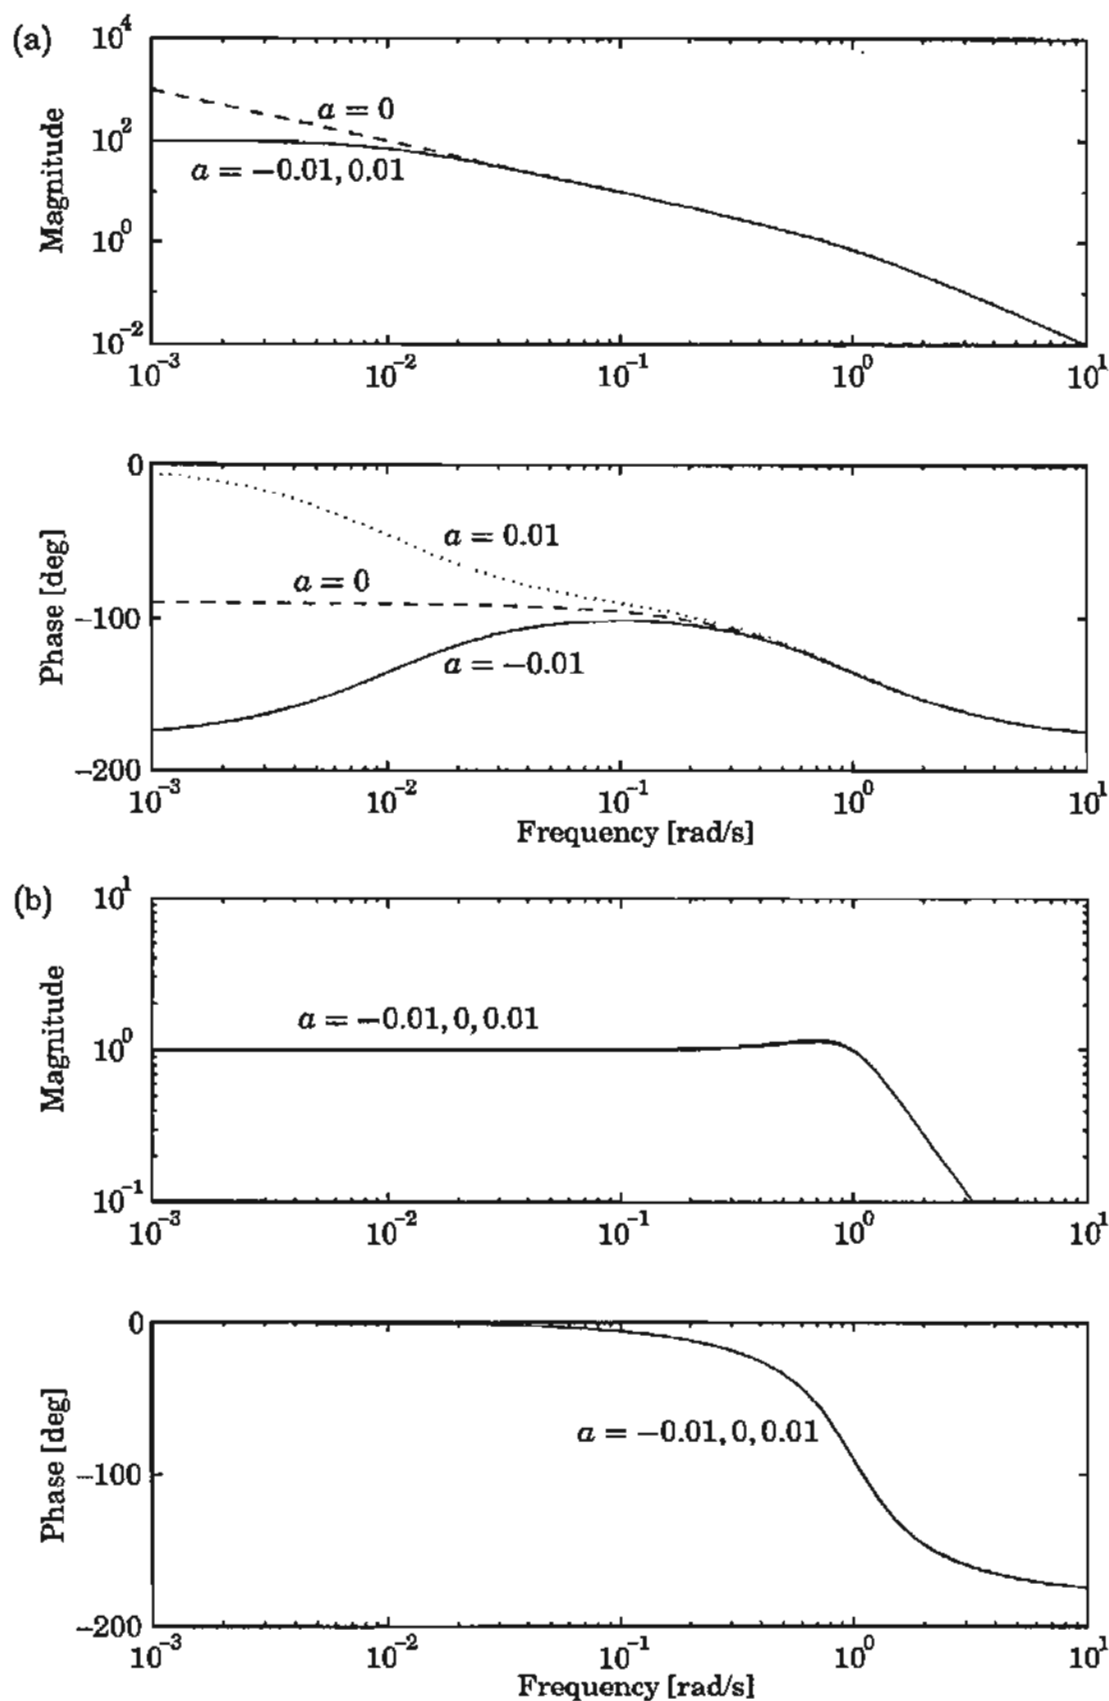 (a)
10^4
10^2
10^0
10^-2
Magnitude
a = 0
a = −0.01, 0.01
10^-3 10^-2 10^-1 10^0 10^1
0
−100
−200
Phase [deg]
a = 0.01
a = 0
a = −0.01
10^-3 10^-2 10^-1 10^0 10^1
Frequency [rad/s]
(b)
10^1
10^0
10^-1
Magnitude
a = −0.01, 0, 0.01
10^-3 10^-2 10^-1 10^0 10^1
0
−100
−200
Phase [deg]
a = −0.01, 0, 0.01
10^-3 10^-2 10^-1 10^0 10^1
Frequency [rad/s]